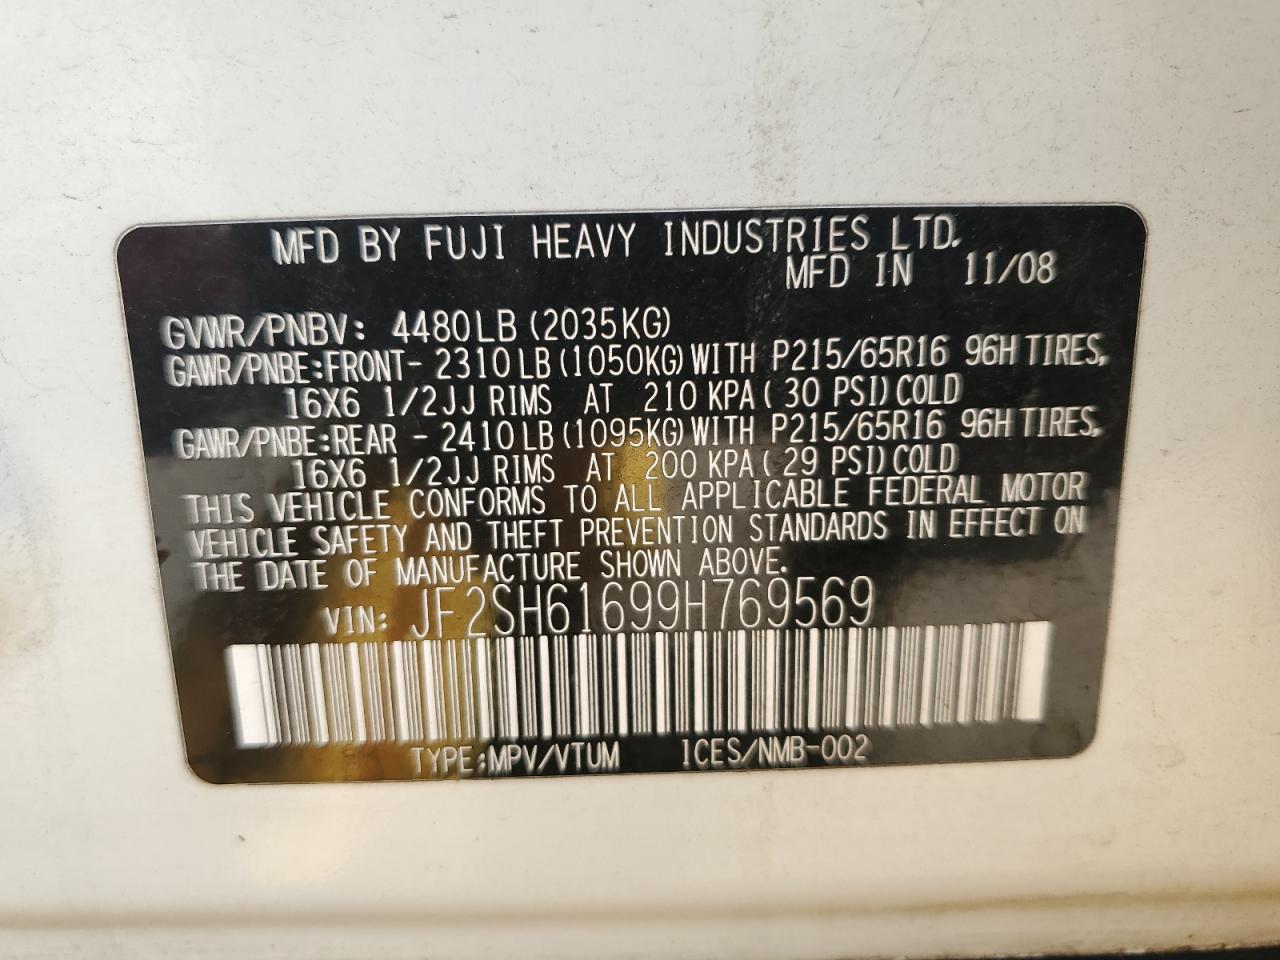 MFD BY FUJI HEAVY INDUSTRIES LTD.
MFD IN 11/08
GVWR/PNBV: 4480LB (2035KG)
GAWR/PNBE:FRONT- 2310LB (1050KG) WITH P215/65R16 96H TIRES,
16X6 1/2JJ RIMS AT 210 KPA ( 30 PSI) COLD
GAWR/PNBE:REAR - 2410LB (1095KG) WITH P215/65R16 96H TIRES,
16X6 1/2JJ RIMS AT 200 KPA ( 29 PSI) COLD
THIS VEHICLE CONFORMS TO ALL APPLICABLE FEDERAL MOTOR
VEHICLE SAFETY AND THEFT PREVENTION STANDARDS IN EFFECT ON
THE DATE OF MANUFACTURE SHOWN ABOVE.
VIN: JF2SH61699H769569
TYPE:MPV/VTUM ICES/NMB-002